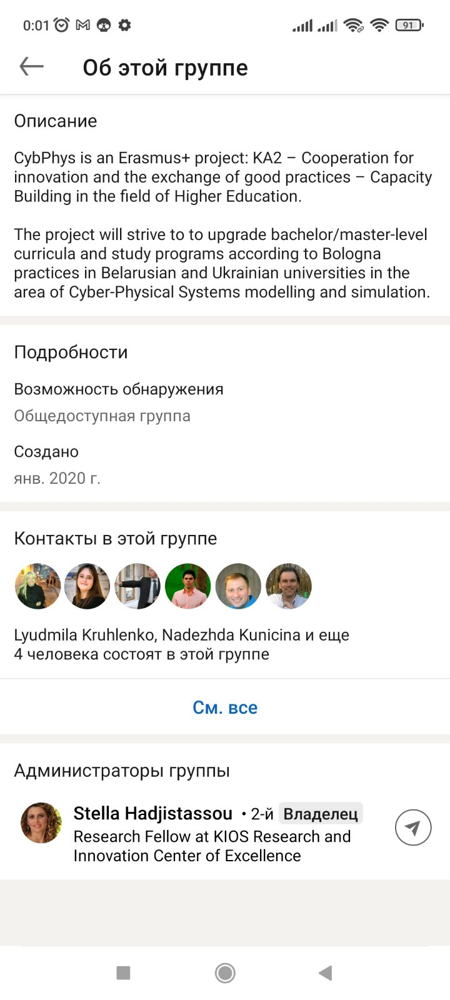 0:01
91
Об этой группе
Описание
CybPhys is an Erasmus+ project: KA2 – Cooperation for
innovation and the exchange of good practices – Capacity
Building in the field of Higher Education.
The project will strive to to upgrade bachelor/master-level
curricula and study programs according to Bologna
practices in Belarusian and Ukrainian universities in the
area of Cyber-Physical Systems modelling and simulation.
Подробности
Возможность обнаружения
Общедоступная группа
Создано
янв. 2020 г.
Контакты в этой группе
Lyudmila Kruhlenko, Nadezhda Kunicina и еще
4 человека состоят в этой группе
См. все
Администраторы группы
Stella Hadjistassou • 2-й Владелец
Research Fellow at KIOS Research and
Innovation Center of Excellence